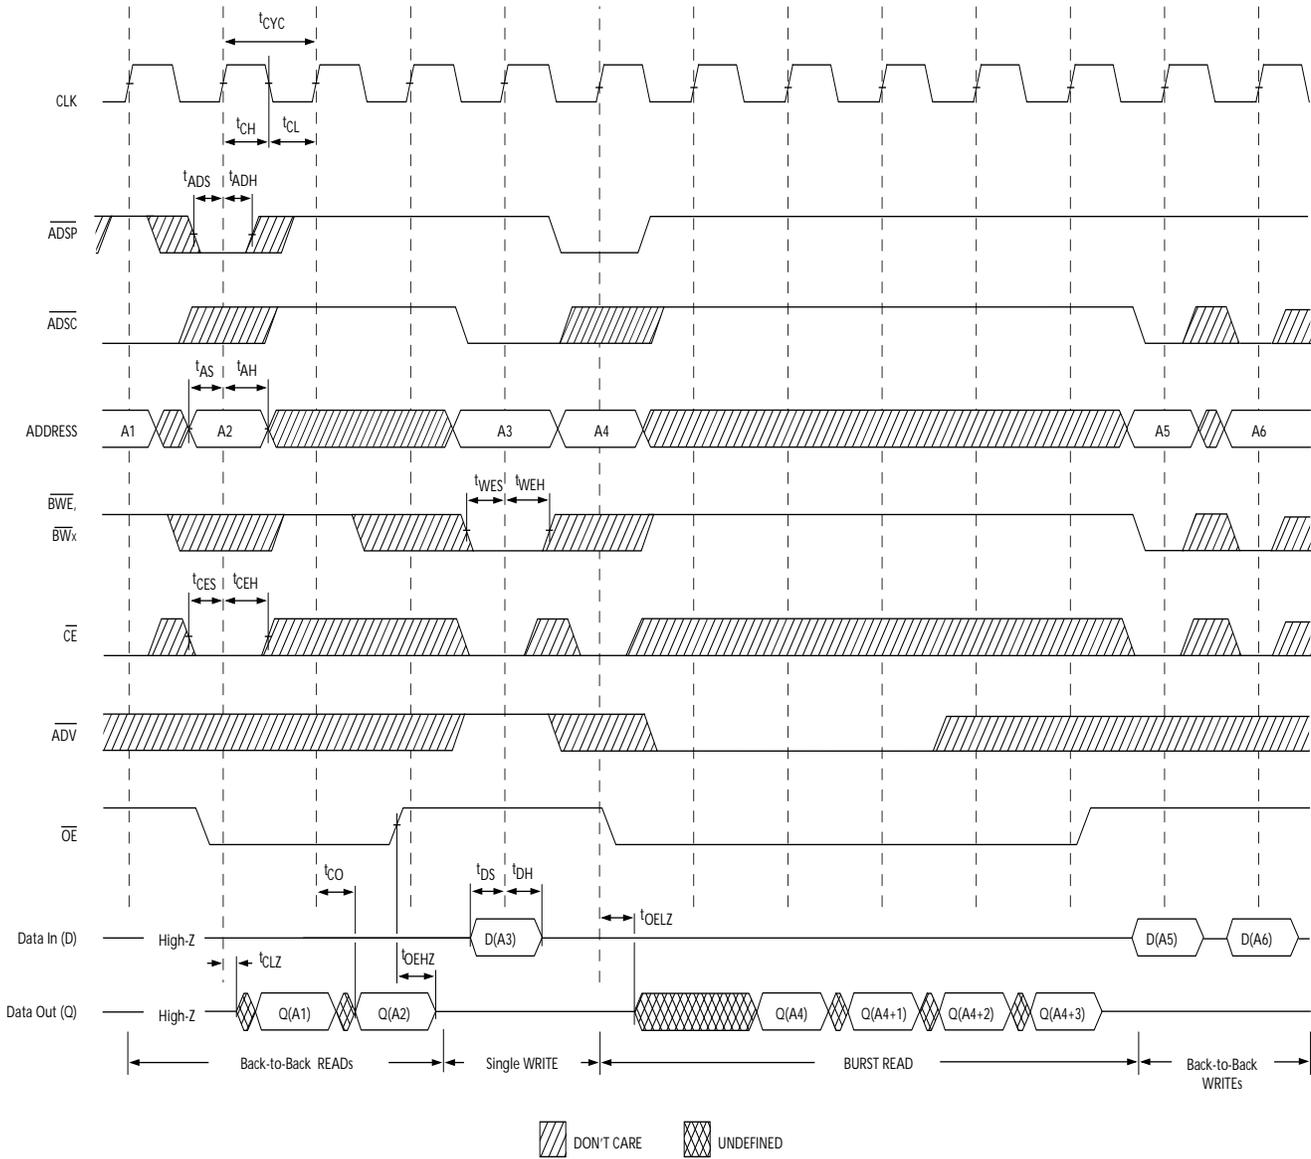 tCYC
CLK
tCH tCL
tADS tADH
ADSP
ADSC
tAS tAH
ADDRESS A1 A2 A3 A4 A5 A6
tWES tWEH
BWE,
BWx
tCES tCEH
CE
ADV
OE
tCO tDS tDH
tOELZ
Data In (D) High-Z D(A3) D(A5) D(A6)
tCLZ tOEHZ
Data Out (Q) High-Z Q(A1) Q(A2) Q(A4) Q(A4+1) Q(A4+2) Q(A4+3)
Back-to-Back READs Single WRITE BURST READ Back-to-Back
WRITEs
DON'T CARE UNDEFINED